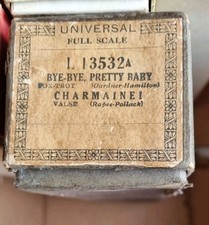 UNIVERSAL
FULL SCALE
L 13532A
BYE-BYE, PRETTY BABY
FOX-TROT (Gardner-Hamilton)
CHARMAINE!
VALSE (Rapee-Pollack)